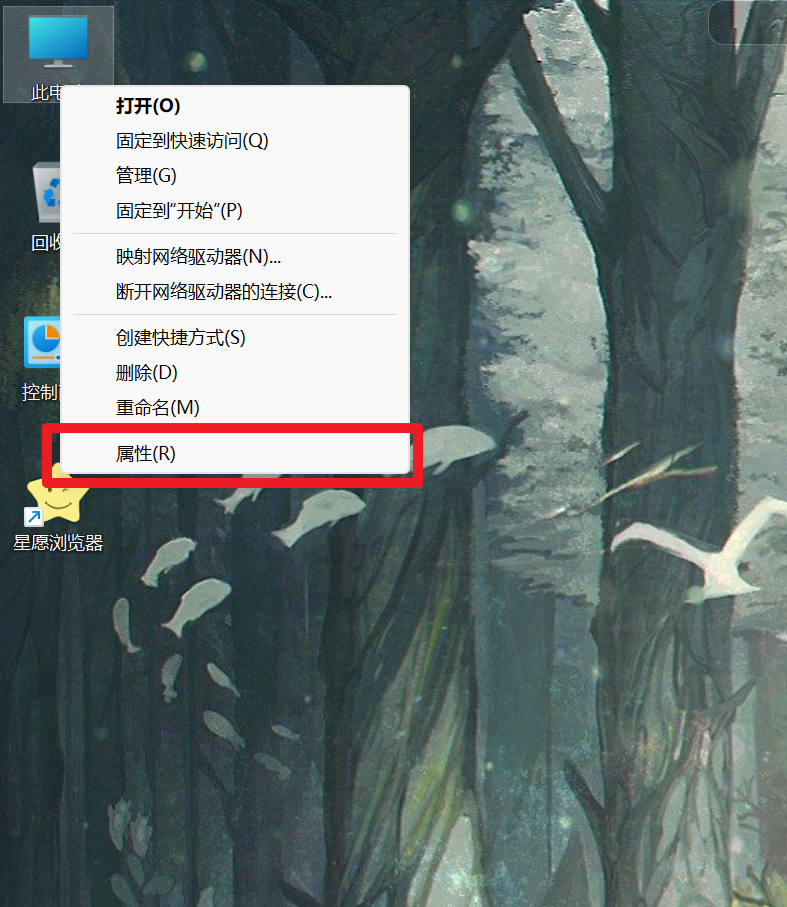 此电
打开(O)
固定到快速访问(Q)
管理(G)
固定到“开始”(P)
回收
映射网络驱动器(N)...
断开网络驱动器的连接(C)...
创建快捷方式(S)
删除(D)
控制
重命名(M)
属性(R)
星愿浏览器